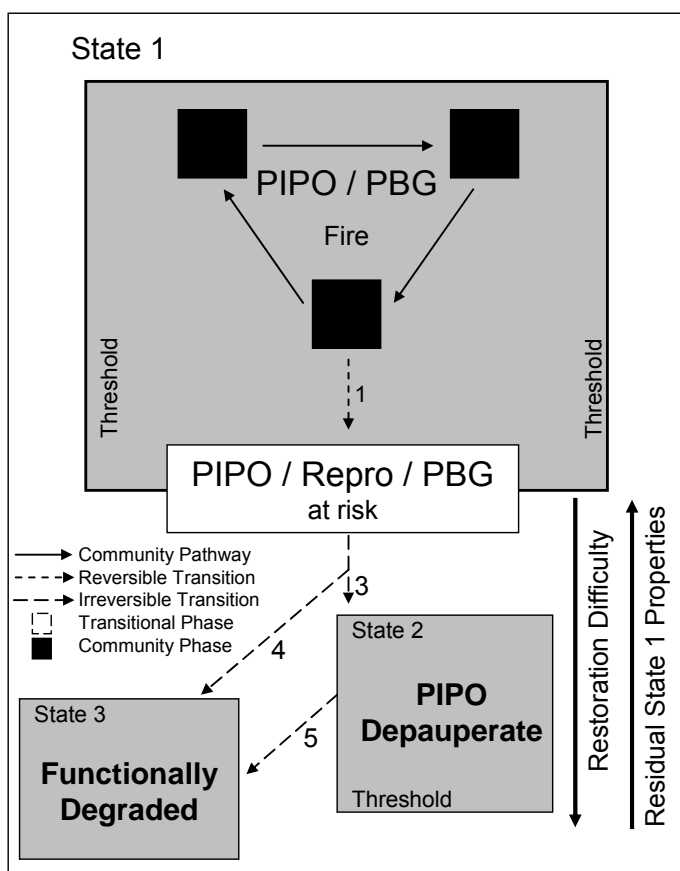 State 1
PIPO / PBG
Fire
Threshold
Threshold
1
PIPO / Repro / PBG
at risk
Community Pathway
Reversible Transition
Irreversible Transition
Transitional Phase
Community Phase
3
4
State 2
PIPO
Depauperate
Threshold
5
State 3
Functionally
Degraded
Restoration Difficulty
Residual State 1 Properties